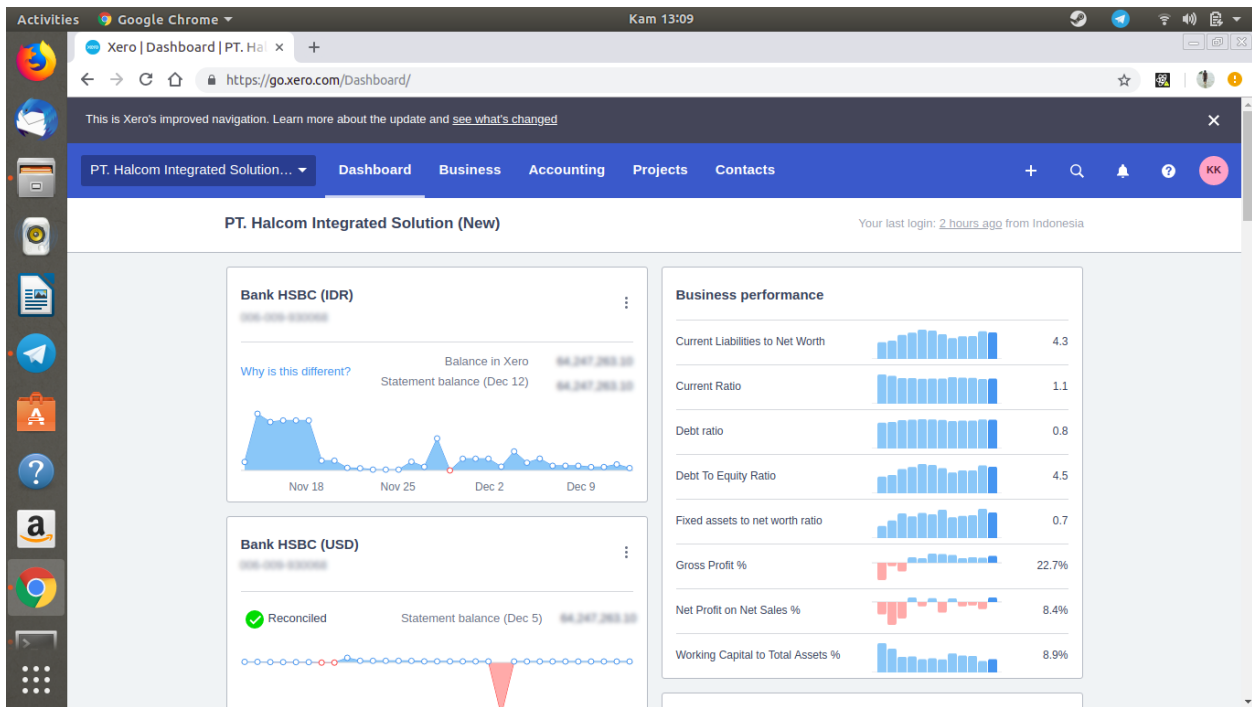 Activities Google Chrome Kam 13:09
Xero | Dashboard | PT. Hal
https://go.xero.com/Dashboard/
This is Xero's improved navigation. Learn more about the update and see what's changed
PT. Halcom Integrated Solution… Dashboard Business Accounting Projects Contacts KK
PT. Halcom Integrated Solution (New) Your last login: 2 hours ago from Indonesia
Bank HSBC (IDR)
Why is this different?
Balance in Xero
Statement balance (Dec 12)
Nov 18 Nov 25 Dec 2 Dec 9
Bank HSBC (USD)
Reconciled Statement balance (Dec 5)
Business performance
Current Liabilities to Net Worth 4.3
Current Ratio 1.1
Debt ratio 0.8
Debt To Equity Ratio 4.5
Fixed assets to net worth ratio 0.7
Gross Profit % 22.7%
Net Profit on Net Sales % 8.4%
Working Capital to Total Assets % 8.9%